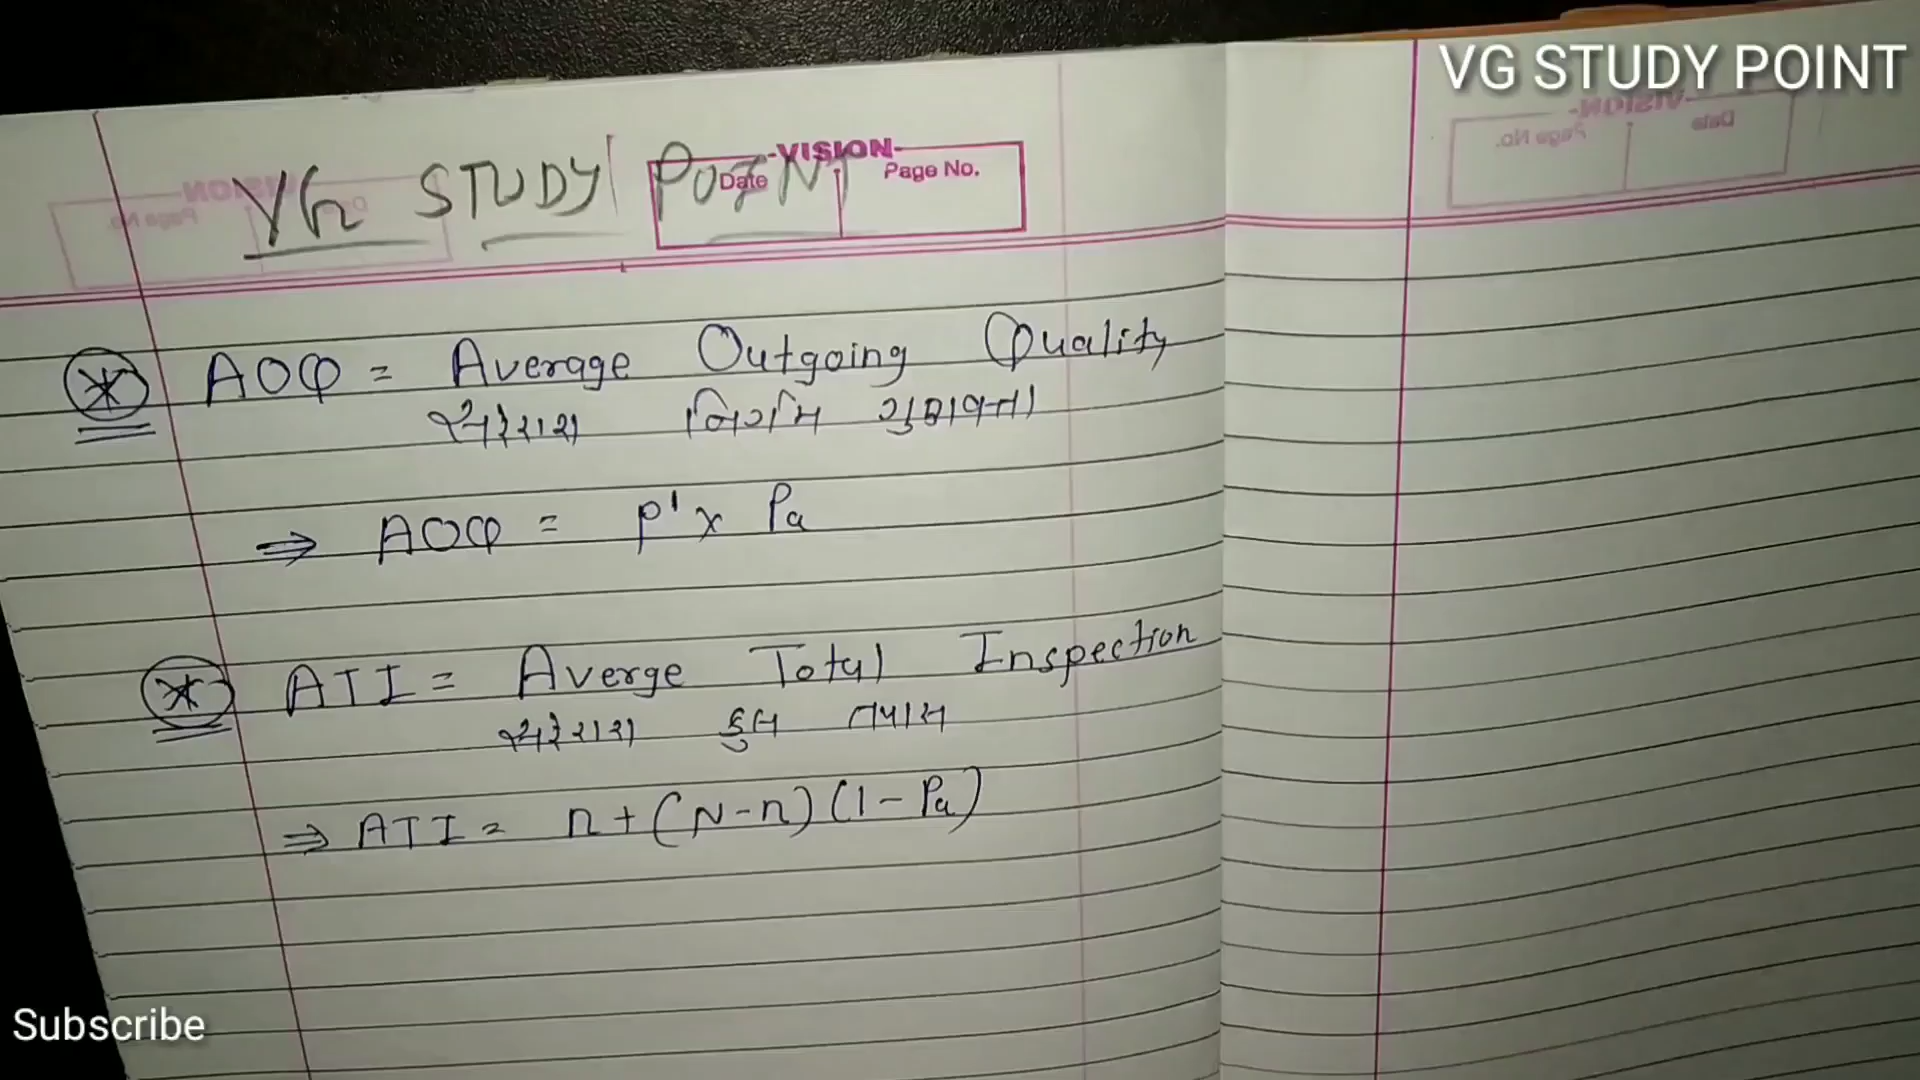 VG STUDY POINT
-VISION-
Date
Page No.
VG STUDY POINT
AOQ = Average Outgoing Quality
સરેરાશ નિર્ગમ ગુણવત્તા
⇒ AOQ = p' x Pa
ATI = Averge Total Inspection
સરેરાશ કુલ તપાસ
⇒ ATI = n + (N - n) (1 - Pa)
Subscribe